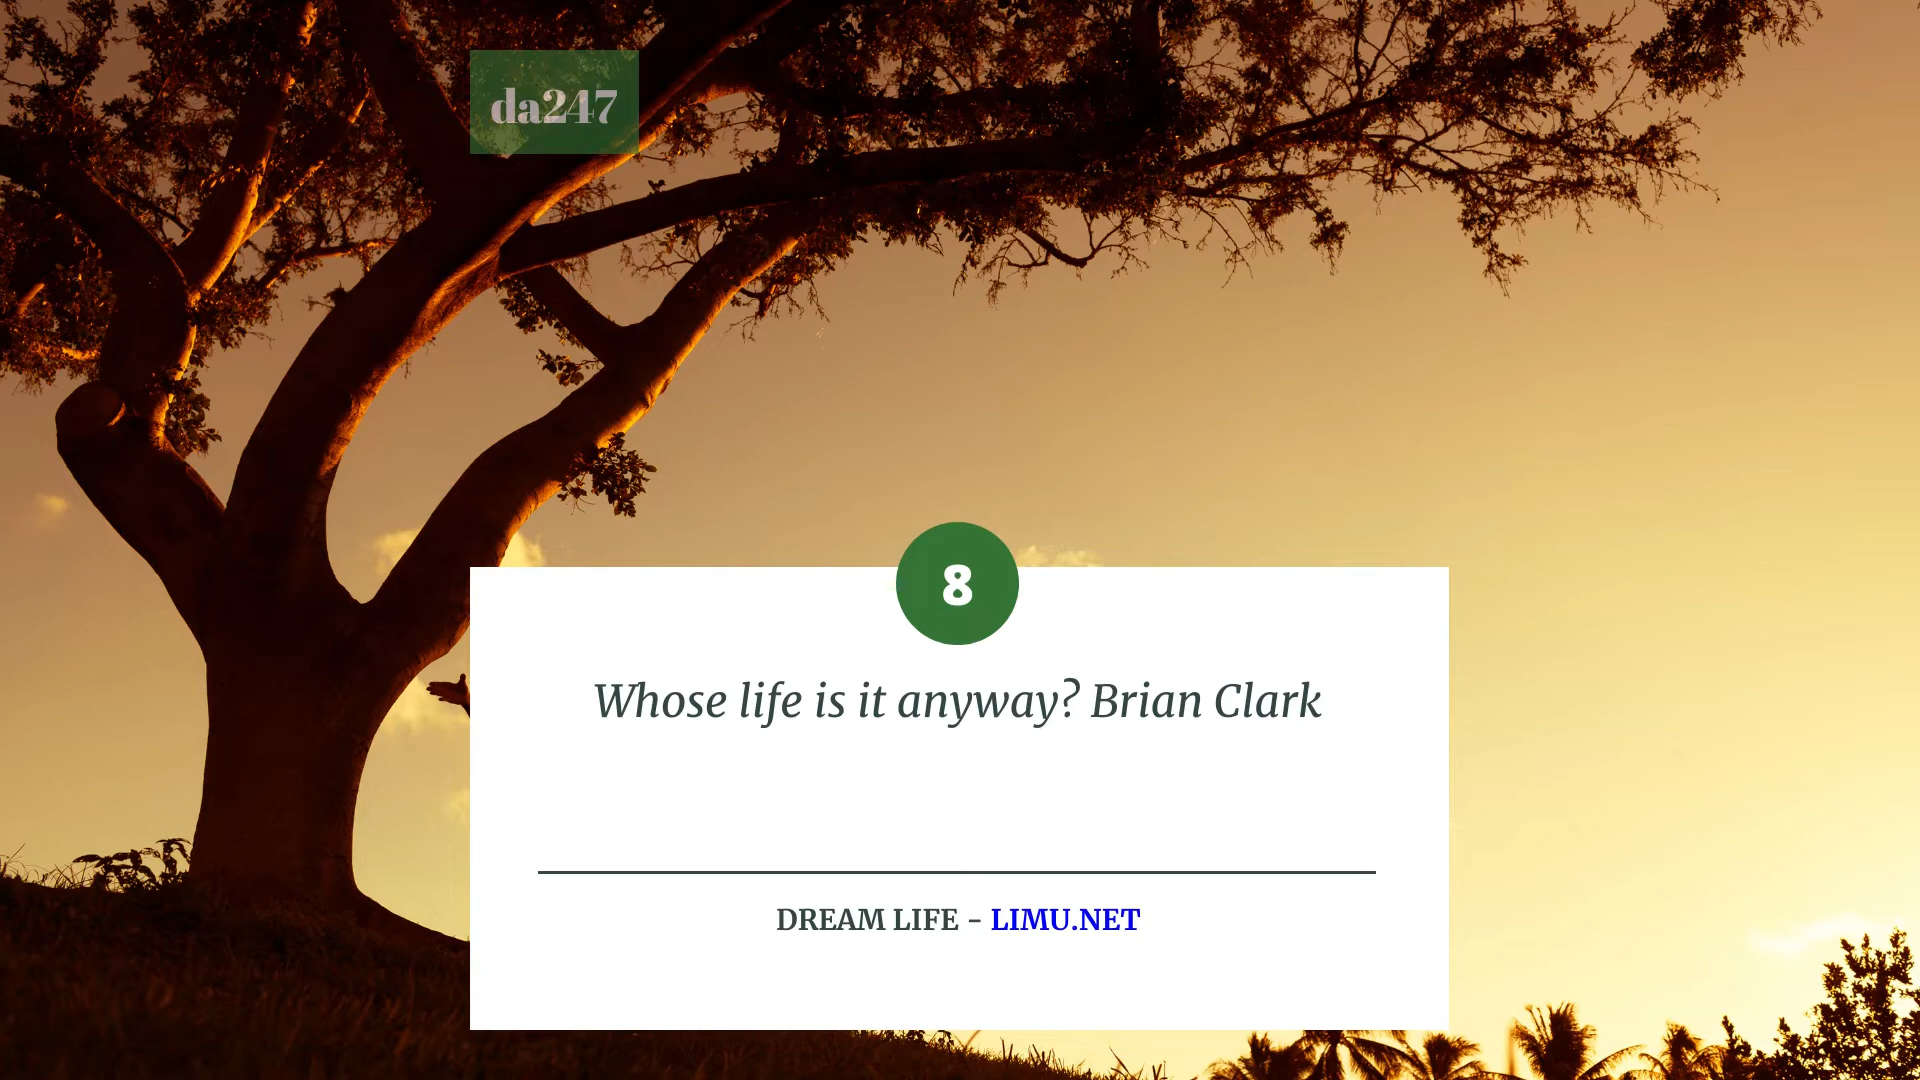 da247
8
Whose life is it anyway? Brian Clark
DREAM LIFE – LIMU.NET